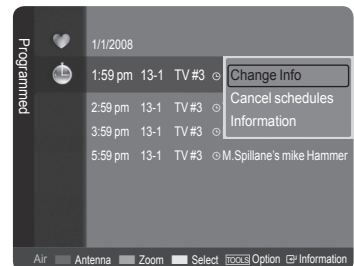 Programmed
1/1/2008
1:59 pm 13-1 TV #3
Change Info
Cancel schedules
Information
2:59 pm 13-1 TV #3
3:59 pm 13-1 TV #3
5:59 pm 13-1 TV #3 M.Spillane's mike Hammer
Air Antenna Zoom Select TOOLS Option Information